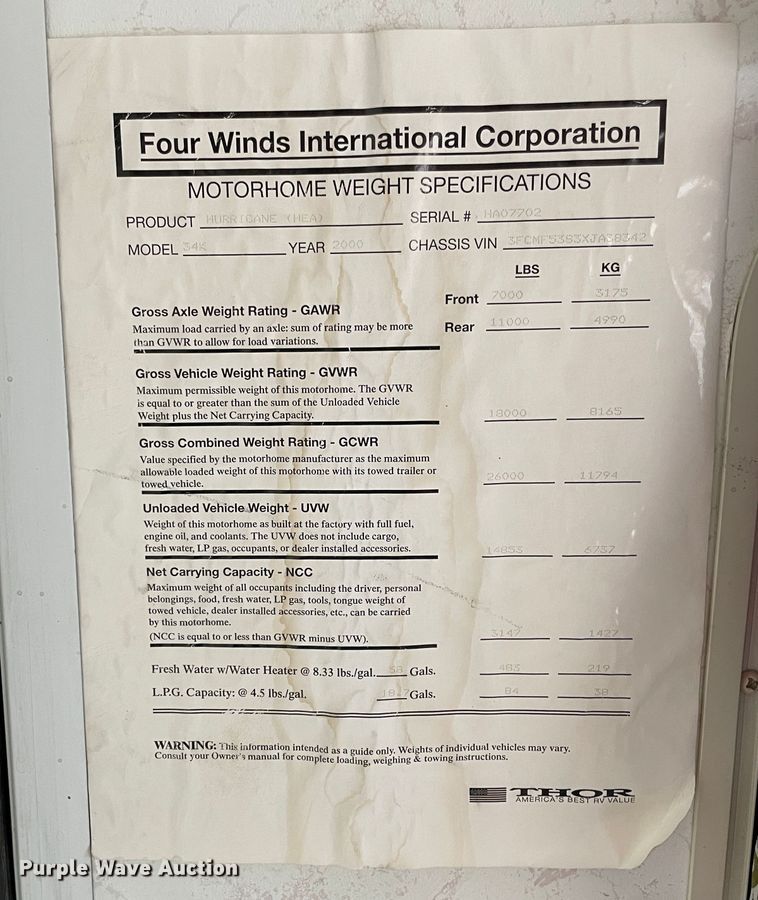 Four Winds International Corporation
MOTORHOME WEIGHT SPECIFICATIONS
PRODUCT HURRICANE (HEA) SERIAL # HA07702
MODEL 34K YEAR 2000 CHASSIS VIN 3FCMF53S3XJA38342
LBS KG
Gross Axle Weight Rating - GAWR
Front 7000 3175
Maximum load carried by an axle: sum of rating may be more
than GVWR to allow for load variations.
Rear 11000 4990
Gross Vehicle Weight Rating - GVWR
Maximum permissible weight of this motorhome. The GVWR
is equal to or greater than the sum of the Unloaded Vehicle
Weight plus the Net Carrying Capacity.
18000 8165
Gross Combined Weight Rating - GCWR
Value specified by the motorhome manufacturer as the maximum
allowable loaded weight of this motorhome with its towed trailer or
towed vehicle.
26000 11794
Unloaded Vehicle Weight - UVW
Weight of this motorhome as built at the factory with full fuel,
engine oil, and coolants. The UVW does not include cargo,
fresh water, LP gas, occupants, or dealer installed accessories.
14853 6737
Net Carrying Capacity - NCC
Maximum weight of all occupants including the driver, personal
belongings, food, fresh water, LP gas, tools, tongue weight of
towed vehicle, dealer installed accessories, etc., can be carried
by this motorhome.
(NCC is equal to or less than GVWR minus UVW).
3147 1427
Fresh Water w/Water Heater @ 8.33 lbs./gal. 58 Gals. 483 219
L.P.G. Capacity: @ 4.5 lbs./gal. 18.7 Gals. 84 38
WARNING: This information intended as a guide only. Weights of individual vehicles may vary.
Consult your Owner's manual for complete loading, weighing & towing instructions.
THOR
AMERICA'S BEST RV VALUE
Purple Wave Auction